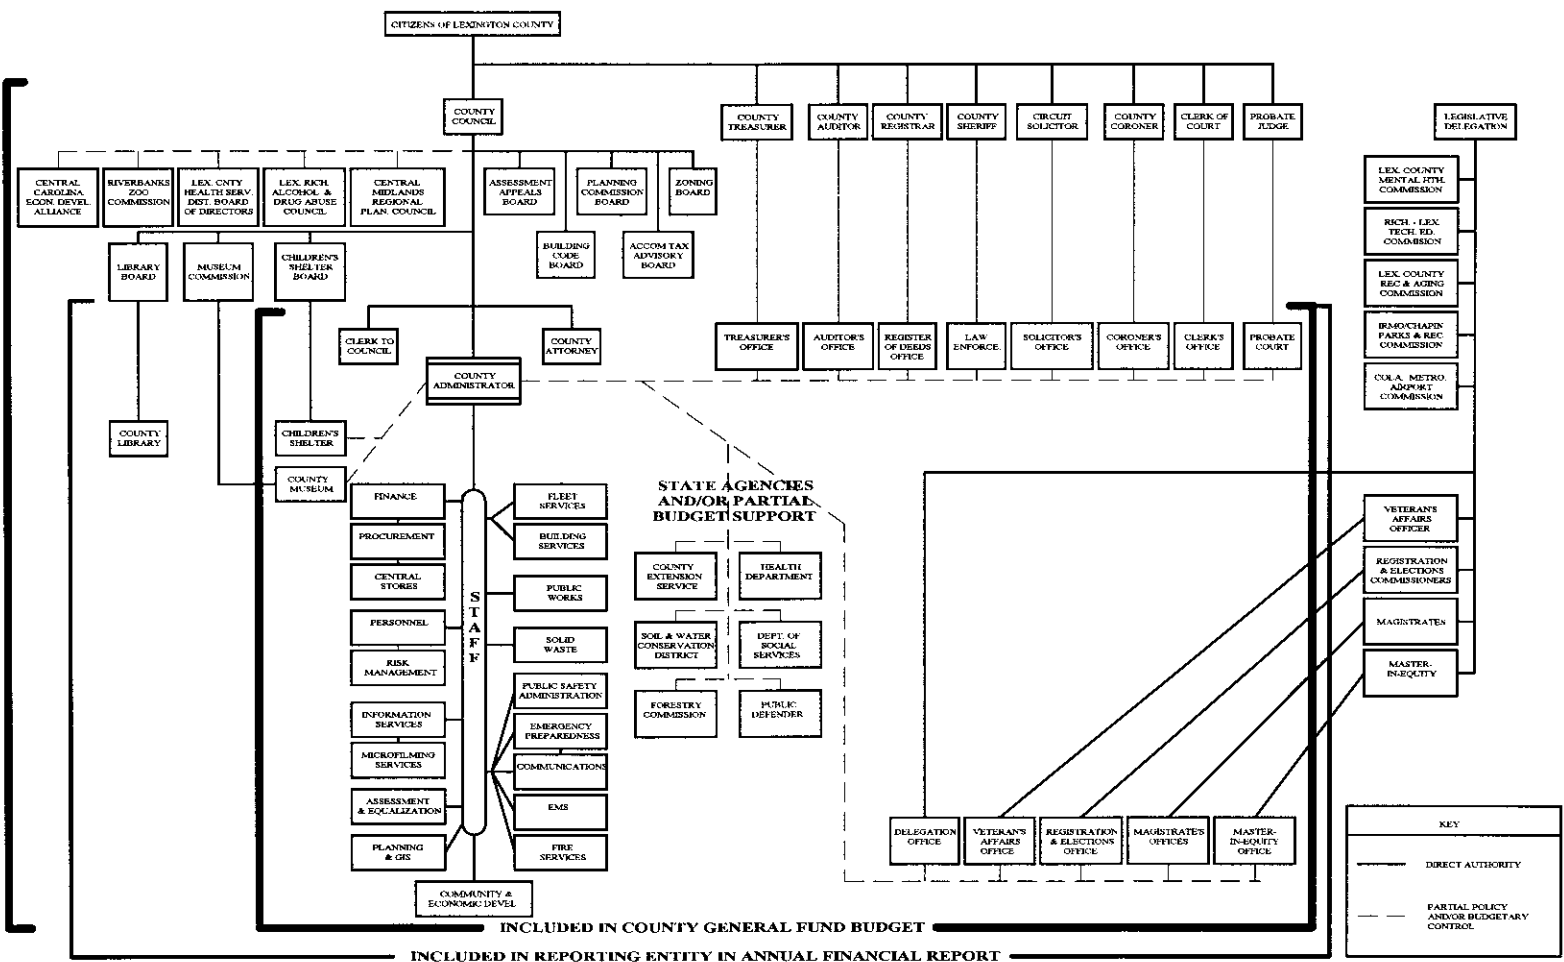 CITIZENS OF LEXINGTON COUNTY
COUNTY
COUNCIL
COUNTY
TREASURER
COUNTY
AUDITOR
COUNTY
REGISTRAR
COUNTY
SHERIFF
CIRCUIT
SOLICITOR
COUNTY
CORONER
CLERK OF
COURT
PROBATE
JUDGE
LEGISLATIVE
DELEGATION
CENTRAL
CAROLINA
ECON. DEVEL.
ALLIANCE
RIVERBANKS
ZOO
COMMISSION
LEX. CNTY
HEALTH SERV.
DIST. BOARD
OF DIRECTORS
LEX. RICH.
ALCOHOL &
DRUG ABUSE
COUNCIL
CENTRAL
MIDLANDS
REGIONAL
PLAN. COUNCIL
ASSESSMENT
APPEALS
BOARD
PLANNING
COMMISSION
BOARD
ZONING
BOARD
BUILDING
CODE
BOARD
ACCOM TAX
ADVISORY
BOARD
LIBRARY
BOARD
MUSEUM
COMMISSION
CHILDREN'S
SHELTER
BOARD
LEX. COUNTY
MENTAL HTH.
COMMISSION
RICH. - LEX.
TECH. ED.
COMMISION
LEX. COUNTY
REC & AGING
COMMISSION
IRMO/CHAPIN
PARKS & REC
COMMISSION
COLA. METRO.
AIRPORT
COMMISSION
CLERK TO
COUNCIL
COUNTY
ATTORNEY
TREASURER'S
OFFICE
AUDITOR'S
OFFICE
REGISTER
OF DEEDS
OFFICE
LAW
ENFORCE.
SOLICITOR'S
OFFICE
CORONER'S
OFFICE
CLERK'S
OFFICE
PROBATE
COURT
COUNTY
ADMINISTRATOR
COUNTY
LIBRARY
CHILDREN'S
SHELTER
COUNTY
MUSEUM
STAFF
FINANCE
PROCUREMENT
CENTRAL
STORES
PERSONNEL
RISK
MANAGEMENT
INFORMATION
SERVICES
MICROFILMING
SERVICES
ASSESSMENT
& EQUALIZATION
PLANNING
& GIS
FLEET
SERVICES
BUILDING
SERVICES
PUBLIC
WORKS
SOLID
WASTE
PUBLIC SAFETY
ADMINISTRATION
EMERGENCY
PREPAREDNESS
COMMUNICATIONS
EMS
FIRE
SERVICES
COMMUNITY &
ECONOMIC DEVEL
STATE AGENCIES
AND/OR PARTIAL
BUDGET SUPPORT
COUNTY
EXTENSION
SERVICE
HEALTH
DEPARTMENT
SOIL & WATER
CONSERVATION
DISTRICT
DEPT. OF
SOCIAL
SERVICES
FORESTRY
COMMISSION
PUBLIC
DEFENDER
VETERAN'S
AFFAIRS
OFFICER
REGISTRATION
& ELECTIONS
COMMISSIONERS
MAGISTRATES
MASTER-
IN-EQUITY
DELEGATION
OFFICE
VETERAN'S
AFFAIRS
OFFICE
REGISTRATION
& ELECTIONS
OFFICE
MAGISTRATE'S
OFFICES
MASTER-
IN-EQUITY
OFFICE
KEY
DIRECT AUTHORITY
PARTIAL POLICY
AND/OR BUDGETARY
CONTROL
INCLUDED IN COUNTY GENERAL FUND BUDGET
INCLUDED IN REPORTING ENTITY IN ANNUAL FINANCIAL REPORT